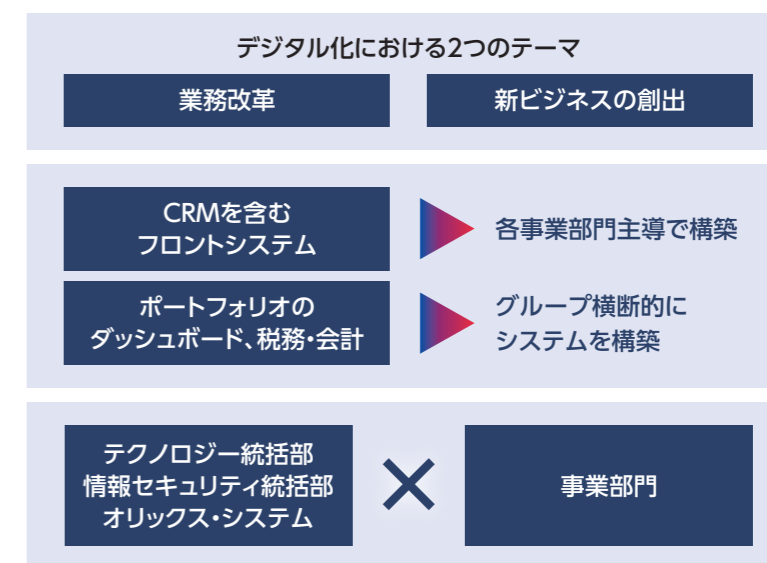 デジタル化における2つのテーマ
業務改革
新ビジネスの創出
CRMを含む
フロントシステム
各事業部門主導で構築
ポートフォリオの
ダッシュボード、税務・会計
グループ横断的に
システムを構築
テクノロジー統括部
情報セキュリティ統括部
オリックス・システム
×
事業部門